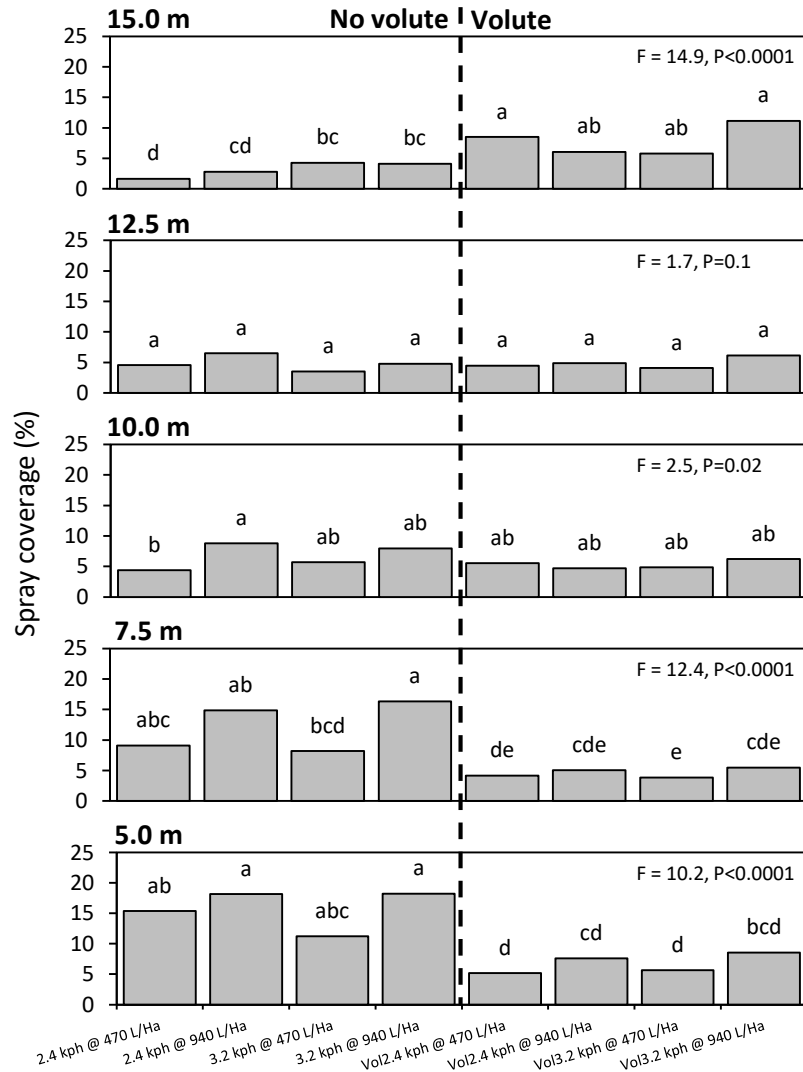 15.0 m No volute Volute
25 F = 14.9, P<0.0001
20
15
10
5
0
d cd bc bc a ab ab a
12.5 m
25
20 F = 1.7, P=0.1
15
10
5
0
a a a a a a a a
Spray coverage (%)
10.0 m
25
20 F = 2.5, P=0.02
15
10
5
0
b a ab ab ab ab ab ab
7.5 m
25 F = 12.4, P<0.0001
20
15
10
5
0
abc ab bcd a de cde e cde
5.0 m
25 F = 10.2, P<0.0001
20
15
10
5
0
ab a abc a d cd d bcd
2.4 kph @ 470 L/Ha
2.4 kph @ 940 L/Ha
3.2 kph @ 470 L/Ha
3.2 kph @ 940 L/Ha
Vol2.4 kph @ 470 L/Ha
Vol2.4 kph @ 940 L/Ha
Vol3.2 kph @ 470 L/Ha
Vol3.2 kph @ 940 L/Ha